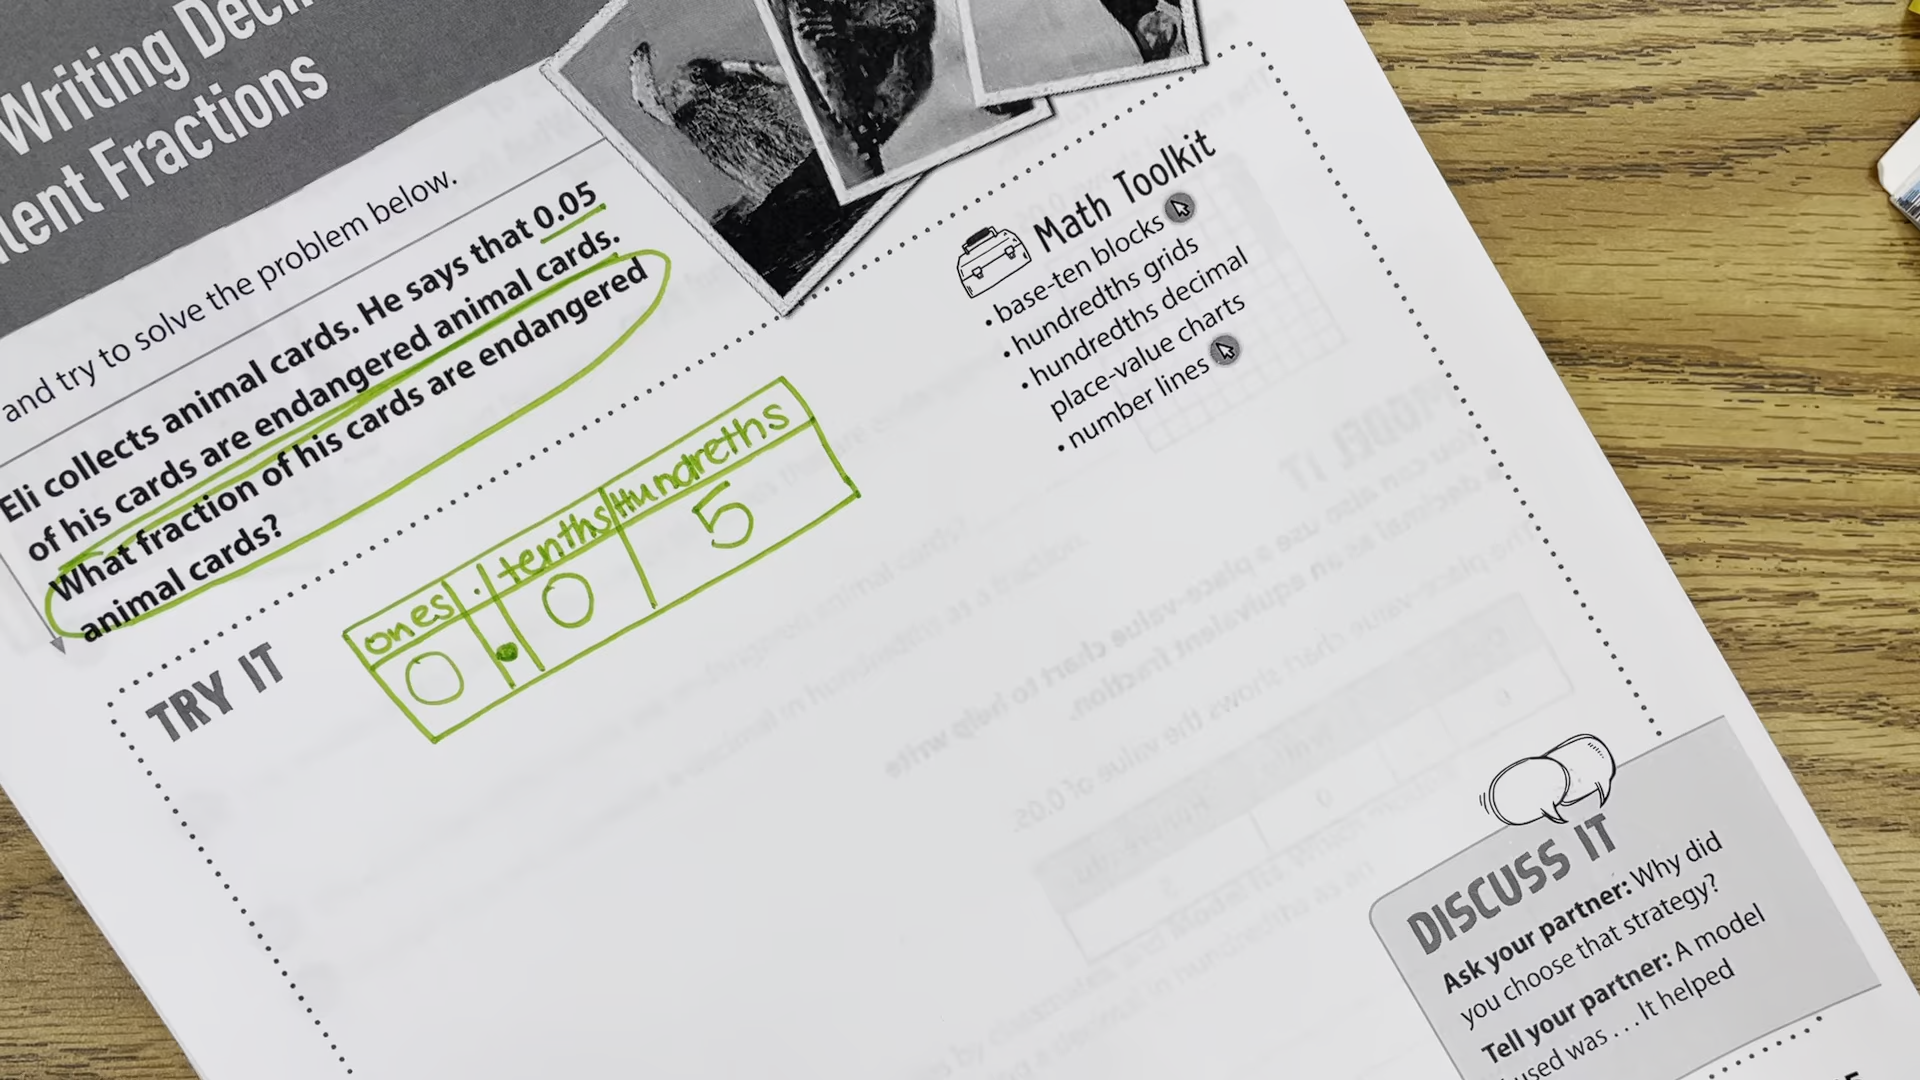 Writing Deci
lent Fractions
and try to solve the problem below.
Eli collects animal cards. He says that 0.05
of his cards are endangered animal cards.
What fraction of his cards are endangered
animal cards?
Math Toolkit
• base-ten blocks
• hundredths grids
• hundredths decimal
place-value charts
• number lines
TRY IT
ones . tenths Hundreths
0 . 0 5
DISCUSS IT
Ask your partner: Why did
you choose that strategy?
Tell your partner: A model
used was . . . It helped